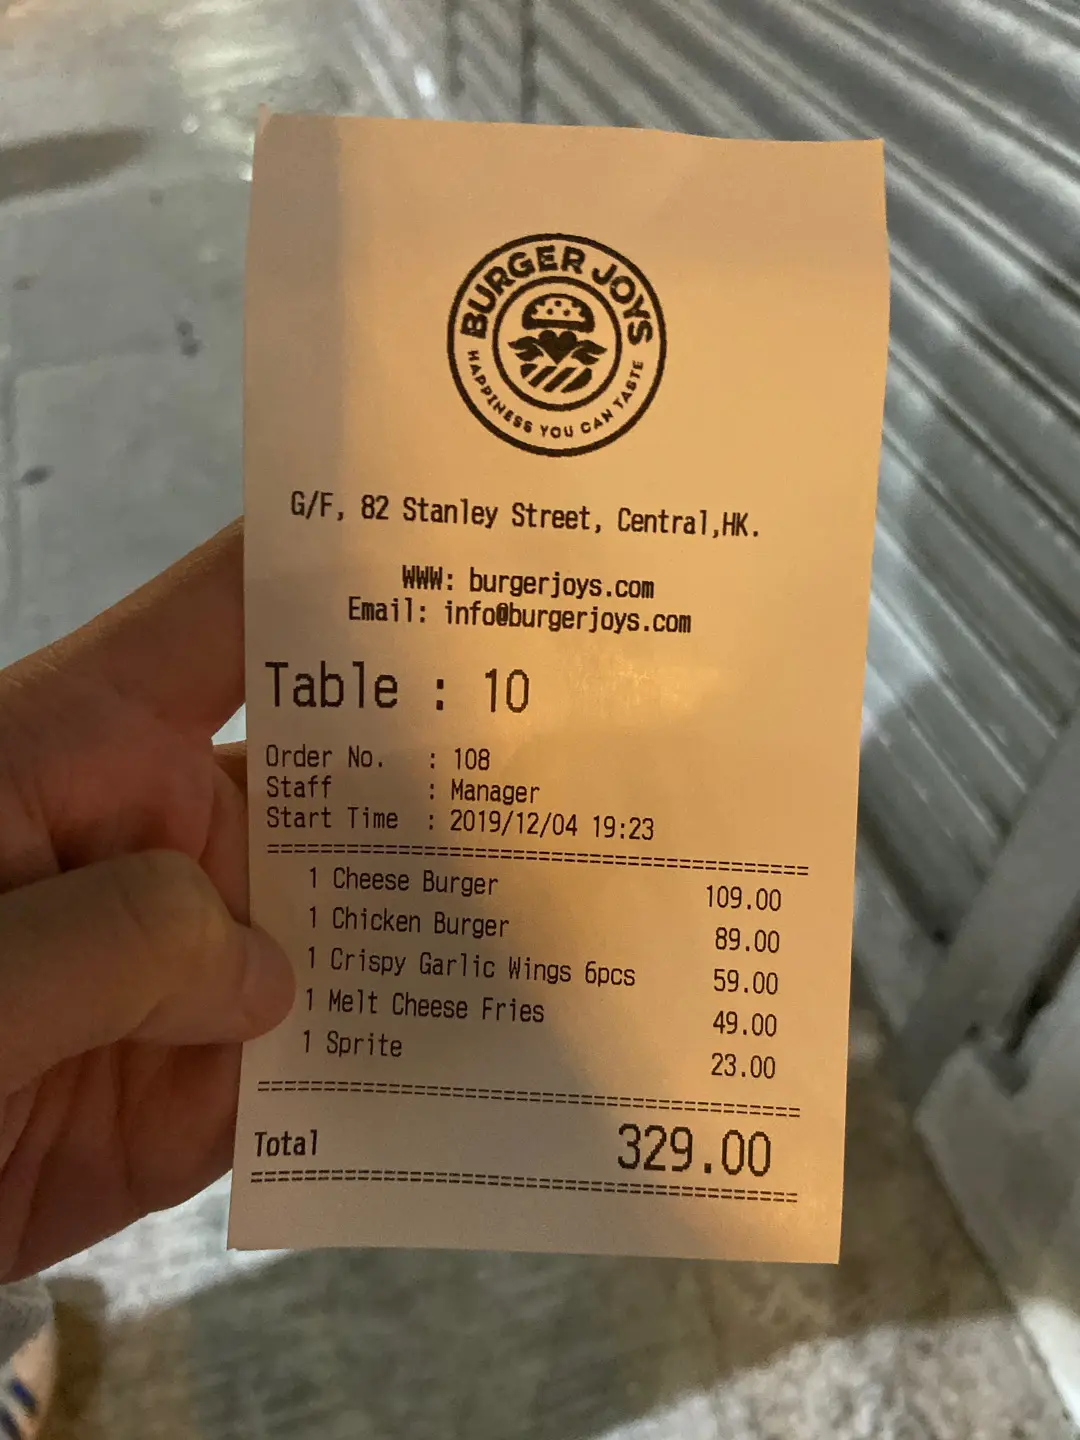 BURGER JOYS
HAPPINESS YOU CAN TASTE
G/F, 82 Stanley Street, Central,HK.
WWW: burgerjoys.com
Email: info@burgerjoys.com
Table : 10
Order No. : 108
Staff : Manager
Start Time : 2019/12/04 19:23
1 Cheese Burger 109.00
1 Chicken Burger 89.00
1 Crispy Garlic Wings 6pcs 59.00
1 Melt Cheese Fries 49.00
1 Sprite 23.00
Total 329.00